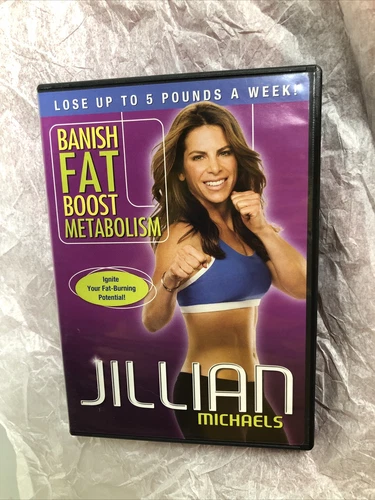 LOSE UP TO 5 POUNDS A WEEK!
BANISH
FAT
BOOST
METABOLISM
Ignite
Your Fat-Burning
Potential!
JILLIAN
MICHAELS